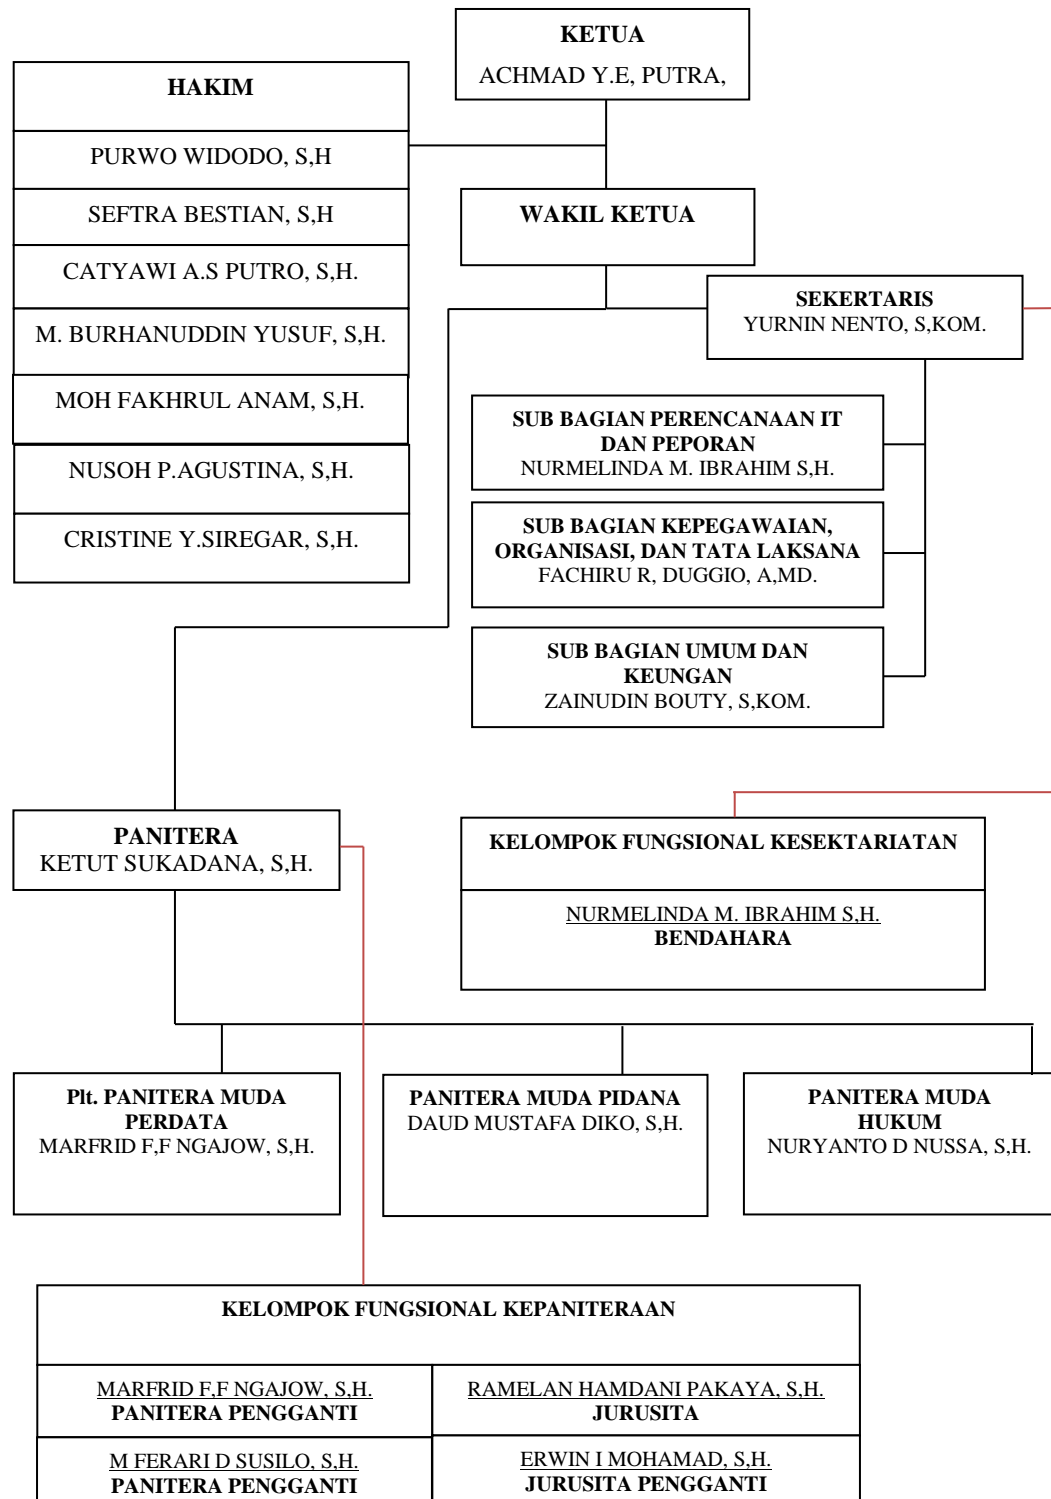 KETUA
ACHMAD Y.E, PUTRA,
HAKIM
PURWO WIDODO, S,H
SEFTRA BESTIAN, S,H
CATYAWI A.S PUTRO, S,H.
M. BURHANUDDIN YUSUF, S,H.
MOH FAKHRUL ANAM, S,H.
NUSOH P.AGUSTINA, S,H.
CRISTINE Y.SIREGAR, S,H.
WAKIL KETUA
SEKERTARIS
YURNIN NENTO, S,KOM.
SUB BAGIAN PERENCANAAN IT
DAN PEPORAN
NURMELINDA M. IBRAHIM S,H.
SUB BAGIAN KEPEGAWAIAN,
ORGANISASI, DAN TATA LAKSANA
FACHIRU R, DUGGIO, A,MD.
SUB BAGIAN UMUM DAN
KEUNGAN
ZAINUDIN BOUTY, S,KOM.
PANITERA
KETUT SUKADANA, S,H.
KELOMPOK FUNGSIONAL KESEKTARIATAN
NURMELINDA M. IBRAHIM S,H.
BENDAHARA
Plt. PANITERA MUDA
PERDATA
MARFRID F,F NGAJOW, S,H.
PANITERA MUDA PIDANA
DAUD MUSTAFA DIKO, S,H.
PANITERA MUDA
HUKUM
NURYANTO D NUSSA, S,H.
KELOMPOK FUNGSIONAL KEPANITERAAN
MARFRID F,F NGAJOW, S,H.
PANITERA PENGGANTI
RAMELAN HAMDANI PAKAYA, S,H.
JURUSITA
M FERARI D SUSILO, S,H.
PANITERA PENGGANTI
ERWIN I MOHAMAD, S,H.
JURUSITA PENGGANTI